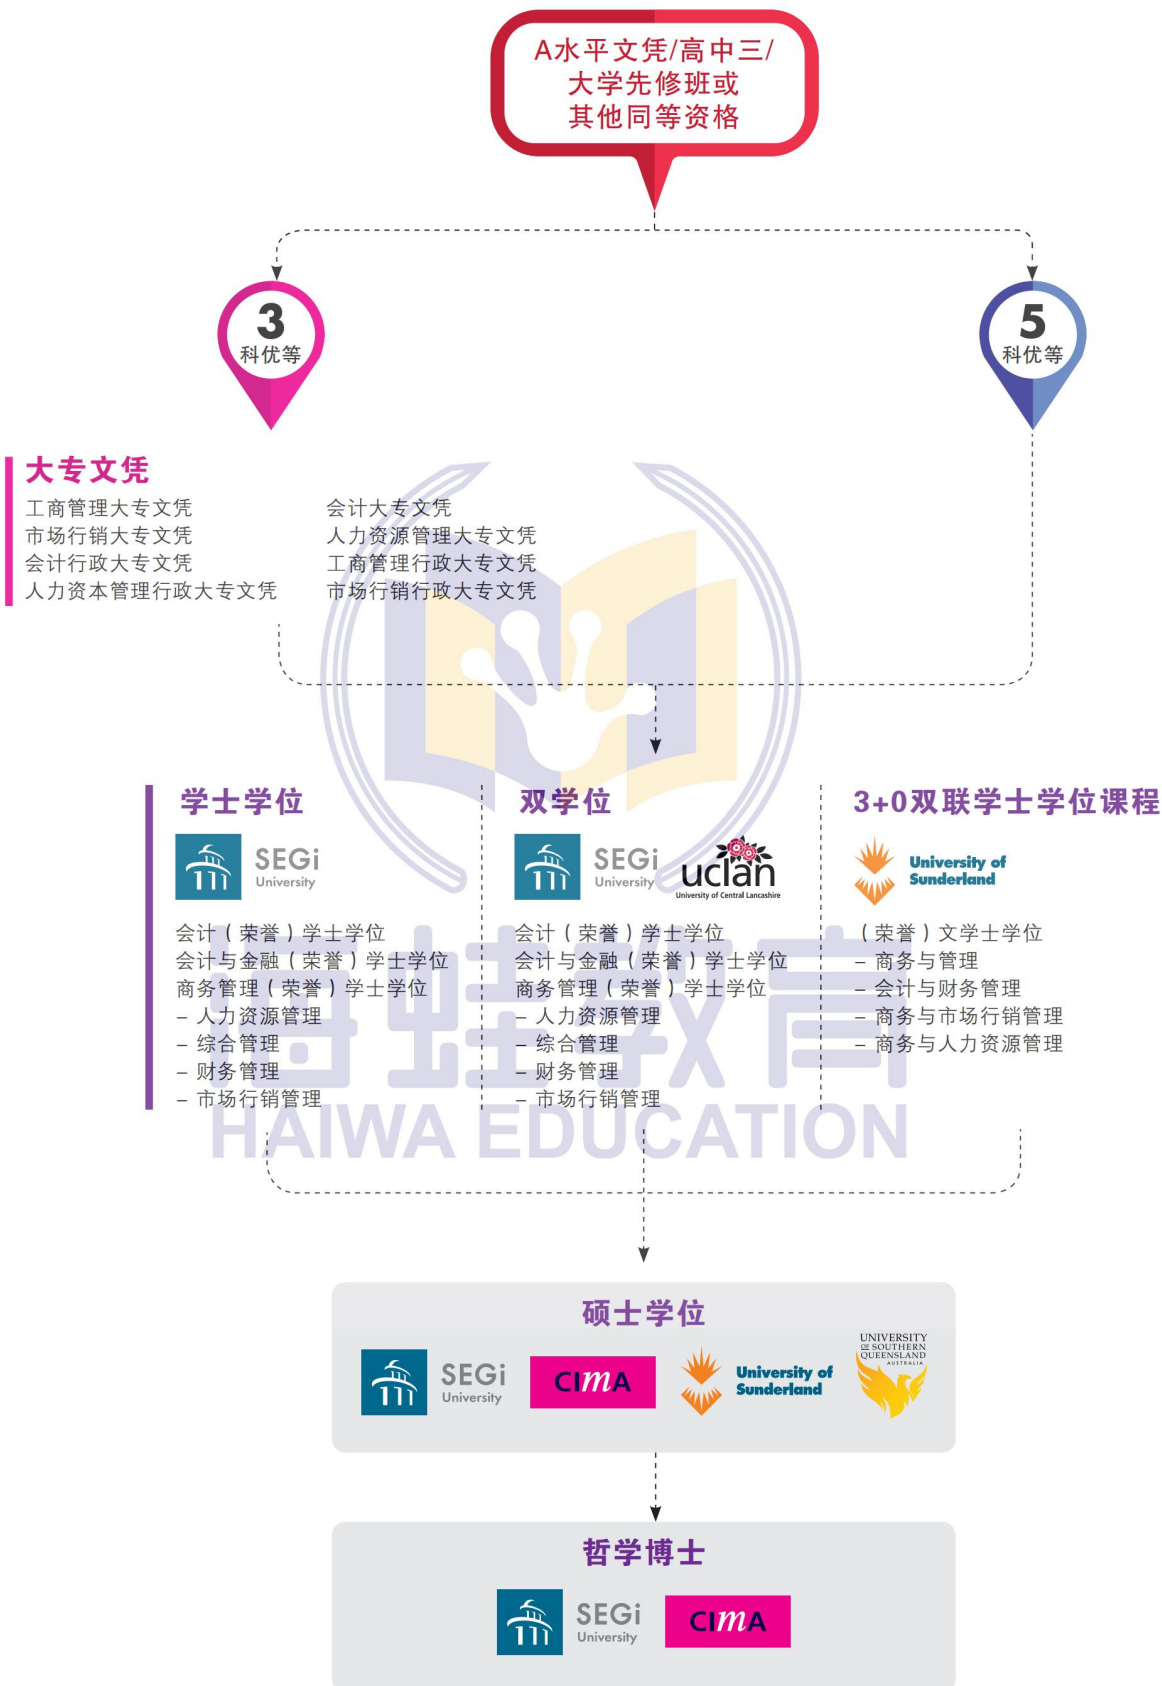 A水平文凭/高中三/
大学先修班或
其他同等资格
3
科优等
5
科优等
大专文凭
工商管理大专文凭
市场行销大专文凭
会计行政大专文凭
人力资本管理行政大专文凭
会计大专文凭
人力资源管理大专文凭
工商管理行政大专文凭
市场行销行政大专文凭
学士学位
SEGi
University
会计（荣誉）学士学位
会计与金融（荣誉）学士学位
商务管理（荣誉）学士学位
– 人力资源管理
– 综合管理
– 财务管理
– 市场行销管理
双学位
SEGi
University
uclan
University of Central Lancashire
会计（荣誉）学士学位
会计与金融（荣誉）学士学位
商务管理（荣誉）学士学位
– 人力资源管理
– 综合管理
– 财务管理
– 市场行销管理
3+0双联学士学位课程
University of
Sunderland
（荣誉）文学士学位
– 商务与管理
– 会计与财务管理
– 商务与市场行销管理
– 商务与人力资源管理
海蛙教育
HAIWA EDUCATION
硕士学位
SEGi
University
CIMA
University of
Sunderland
UNIVERSITY
OF SOUTHERN
QUEENSLAND
AUSTRALIA
哲学博士
SEGi
University
CIMA